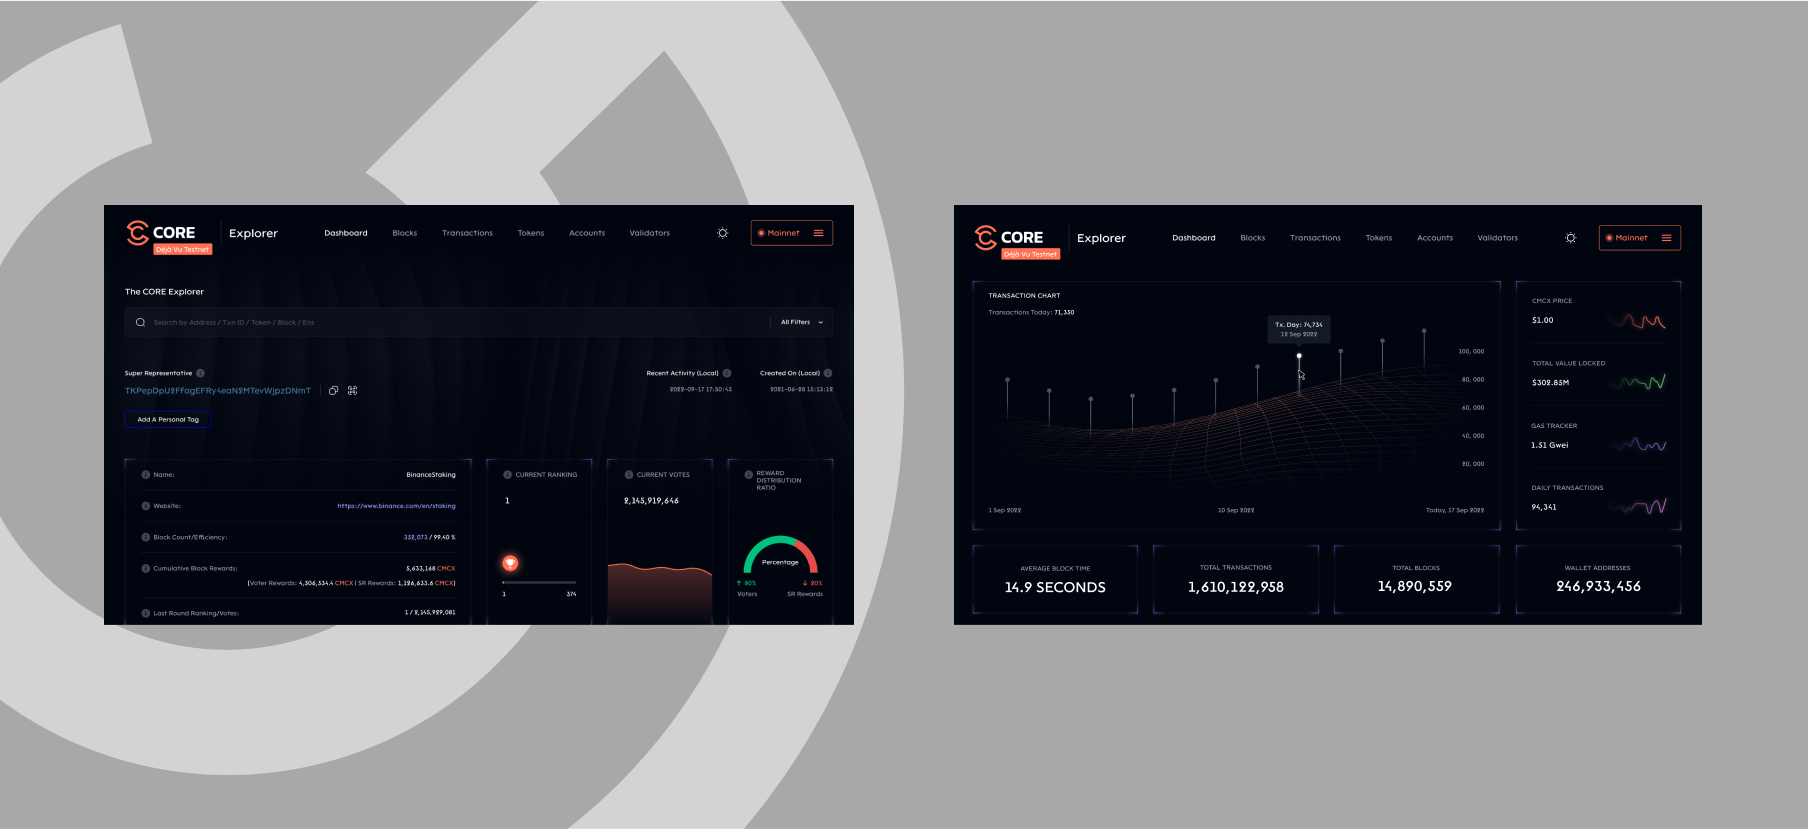 CORE
Déjà Vu Testnet
Explorer
Dashboard Blocks Transactions Tokens Accounts Validators
Mainnet
The CORE Explorer
Search by Address / Txn ID / Token / Block / Ens
All Filters
Super Representative
Recent Activity (Local) Created On (Local)
TKPepDpU2FfagEFRy4eaN2MTevWjpzDNmT
2022-09-17 17:30:45 2021-06-28 13:13:12
Add A Personal Tag
Name: BinanceStaking
Website: https://www.binance.com/en/staking
Block Count/Efficiency: 352,073 / 99.40 %
Cumulative Block Rewards: 5,633,168 CMCX
[Voter Rewards: 4,506,534.4 CMCX | SR Rewards: 1,126,633.6 CMCX]
Last Round Ranking/Votes: 1 / 2,145,929,081
CURRENT RANKING
1
1 374
CURRENT VOTES
2,145,919,646
REWARD
DISTRIBUTION
RATIO
Percentage
80% 20%
Voters SR Rewards
CORE
Déjà Vu Testnet
Explorer
Dashboard Blocks Transactions Tokens Accounts Validators
Mainnet
TRANSACTION CHART
Transactions Today: 71,350
Tx. Day: 74,734
12 Sep 2022
100, 000
80, 000
60, 000
40, 000
20, 000
1 Sep 2022 10 Sep 2022 Today, 17 Sep 2022
CMCX PRICE
$1.00
TOTAL VALUE LOCKED
$302.85M
GAS TRACKER
1.51 Gwei
DAILY TRANSACTIONS
94,341
AVERAGE BLOCK TIME
14.9 SECONDS
TOTAL TRANSACTIONS
1,610,122,958
TOTAL BLOCKS
14,890,559
WALLET ADDRESSES
246,933,456